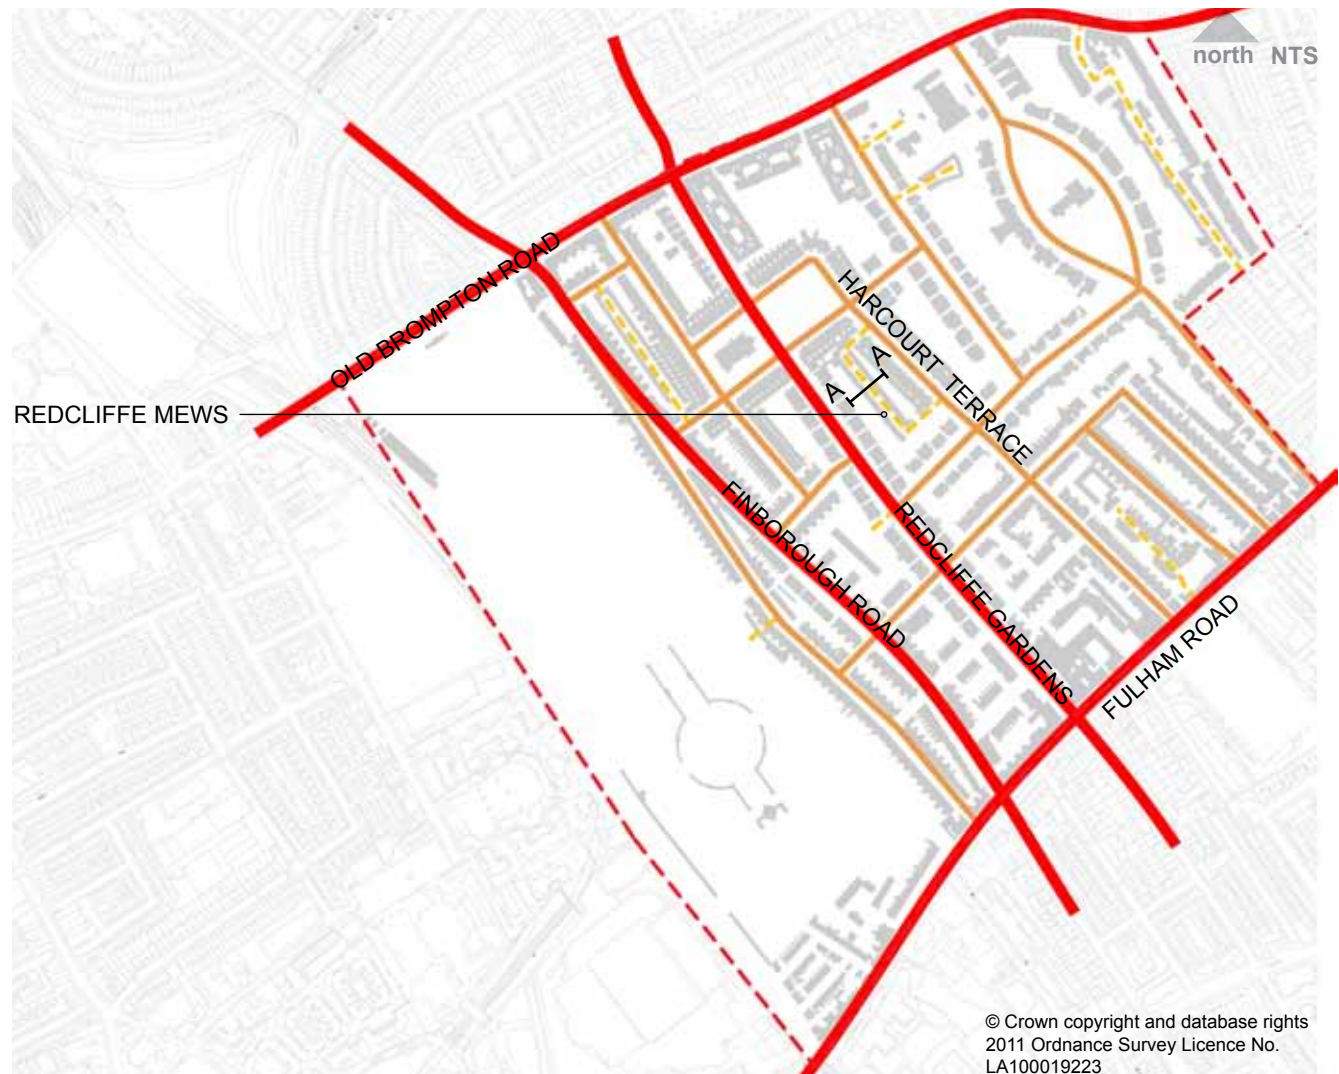 north NTS
OLD BROMPTON ROAD
HARCOURT TERRACE
A
A
REDCLIFFE MEWS
FINBOROUGH ROAD
REDCLIFFE GARDENS
FULHAM ROAD
© Crown copyright and database rights
2011 Ordnance Survey Licence No.
LA100019223